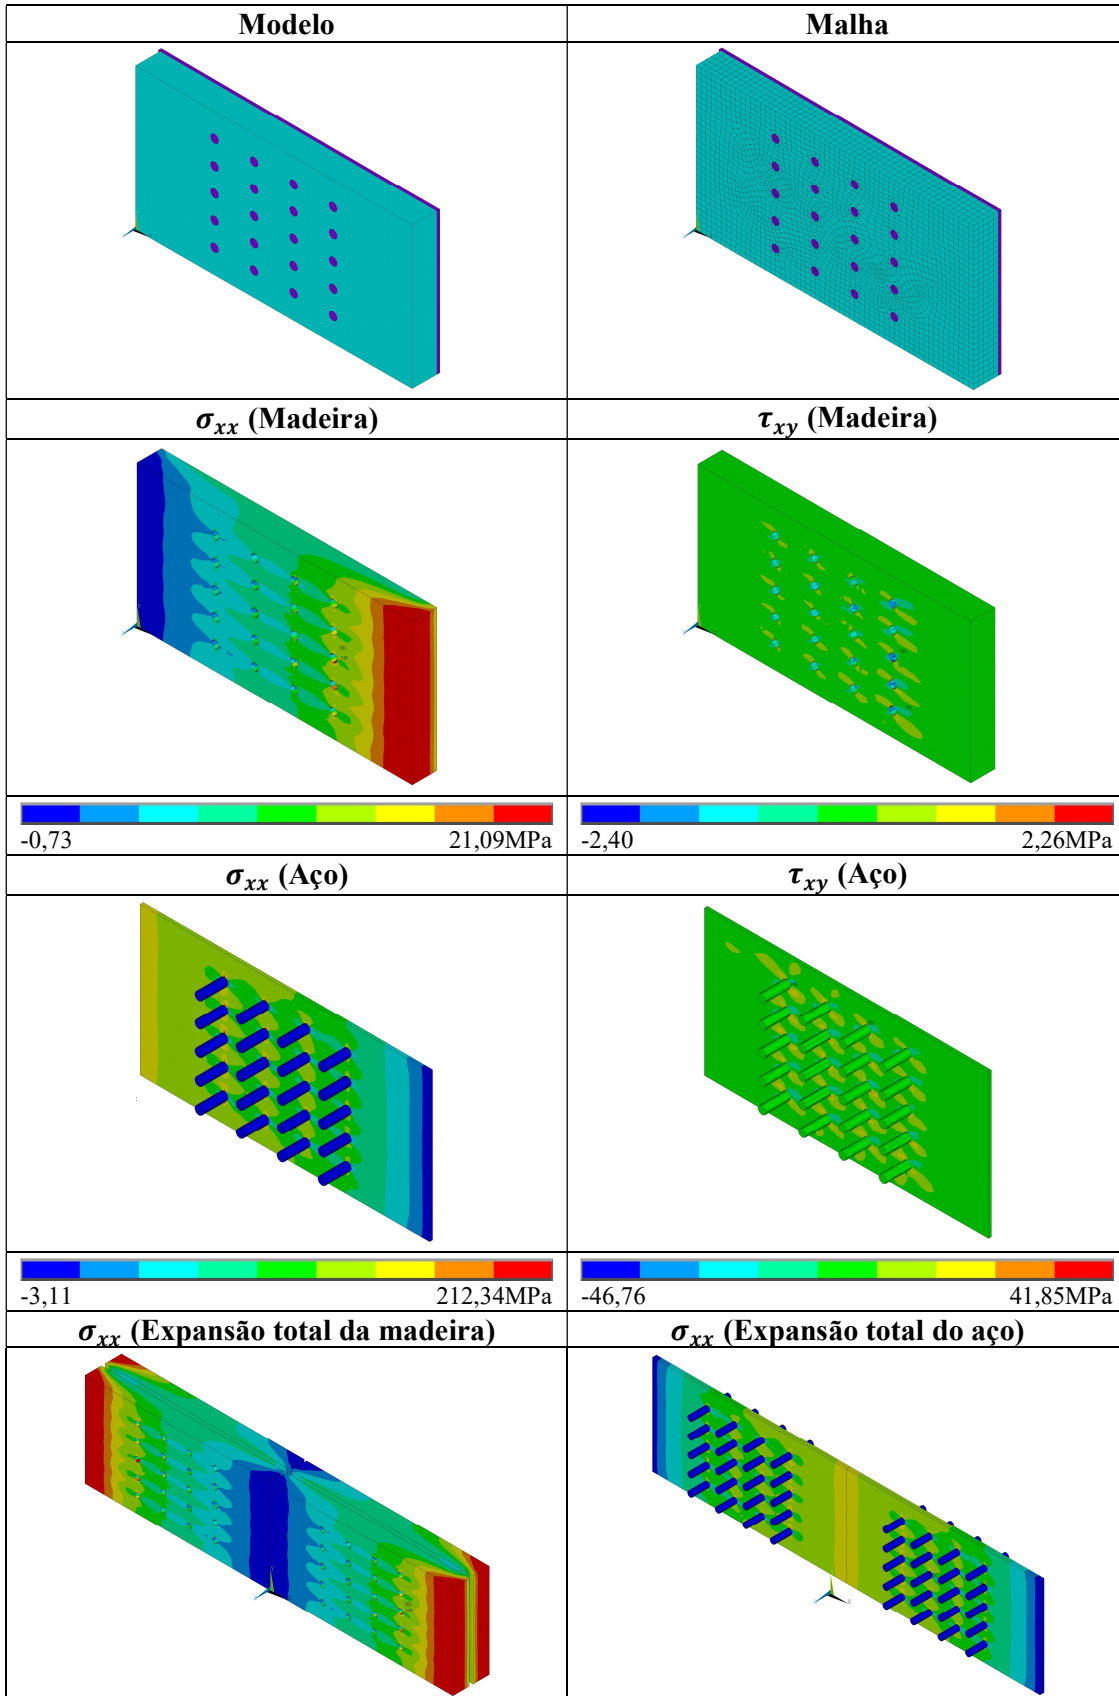 Modelo
Malha
σxx (Madeira)
τxy (Madeira)
-0,73 21,09MPa
-2,40 2,26MPa
σxx (Aço)
τxy (Aço)
-3,11 212,34MPa
-46,76 41,85MPa
σxx (Expansão total da madeira)
σxx (Expansão total do aço)